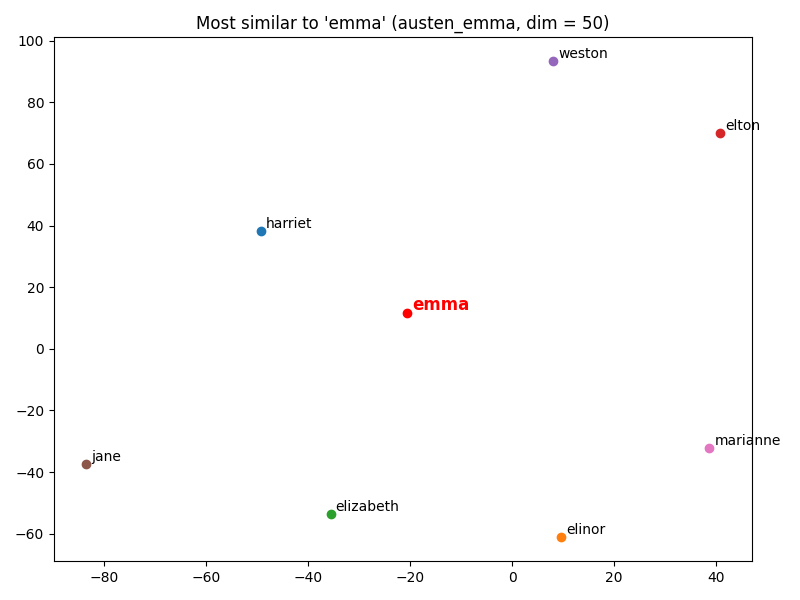 Most similar to 'emma' (austen_emma, dim = 50)
100
weston
80
elton
60
40
harriet
20
emma
0
−20
marianne
−40
jane
elizabeth
−60
elinor
−80 −60 −40 −20 0 20 40